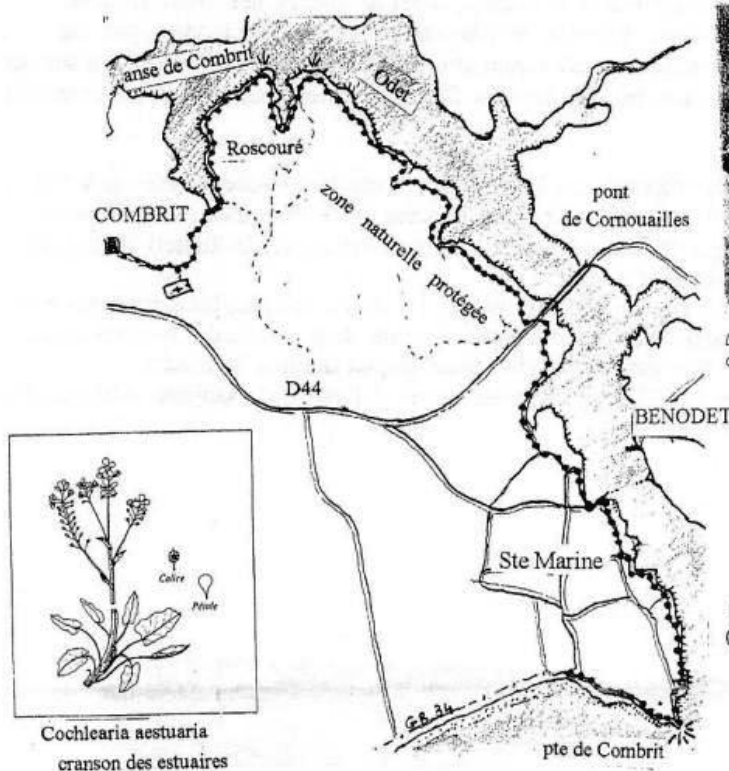 anse de Combrit
Odet
Roscouré
COMBRIT
pont
de Cornouailles
zone naturelle protégée
D44
BENODET
Ste Marine
Calice
Pétale
GR 34
pte de Combrit
Cochlearia aestuaria
cranson des estuaires